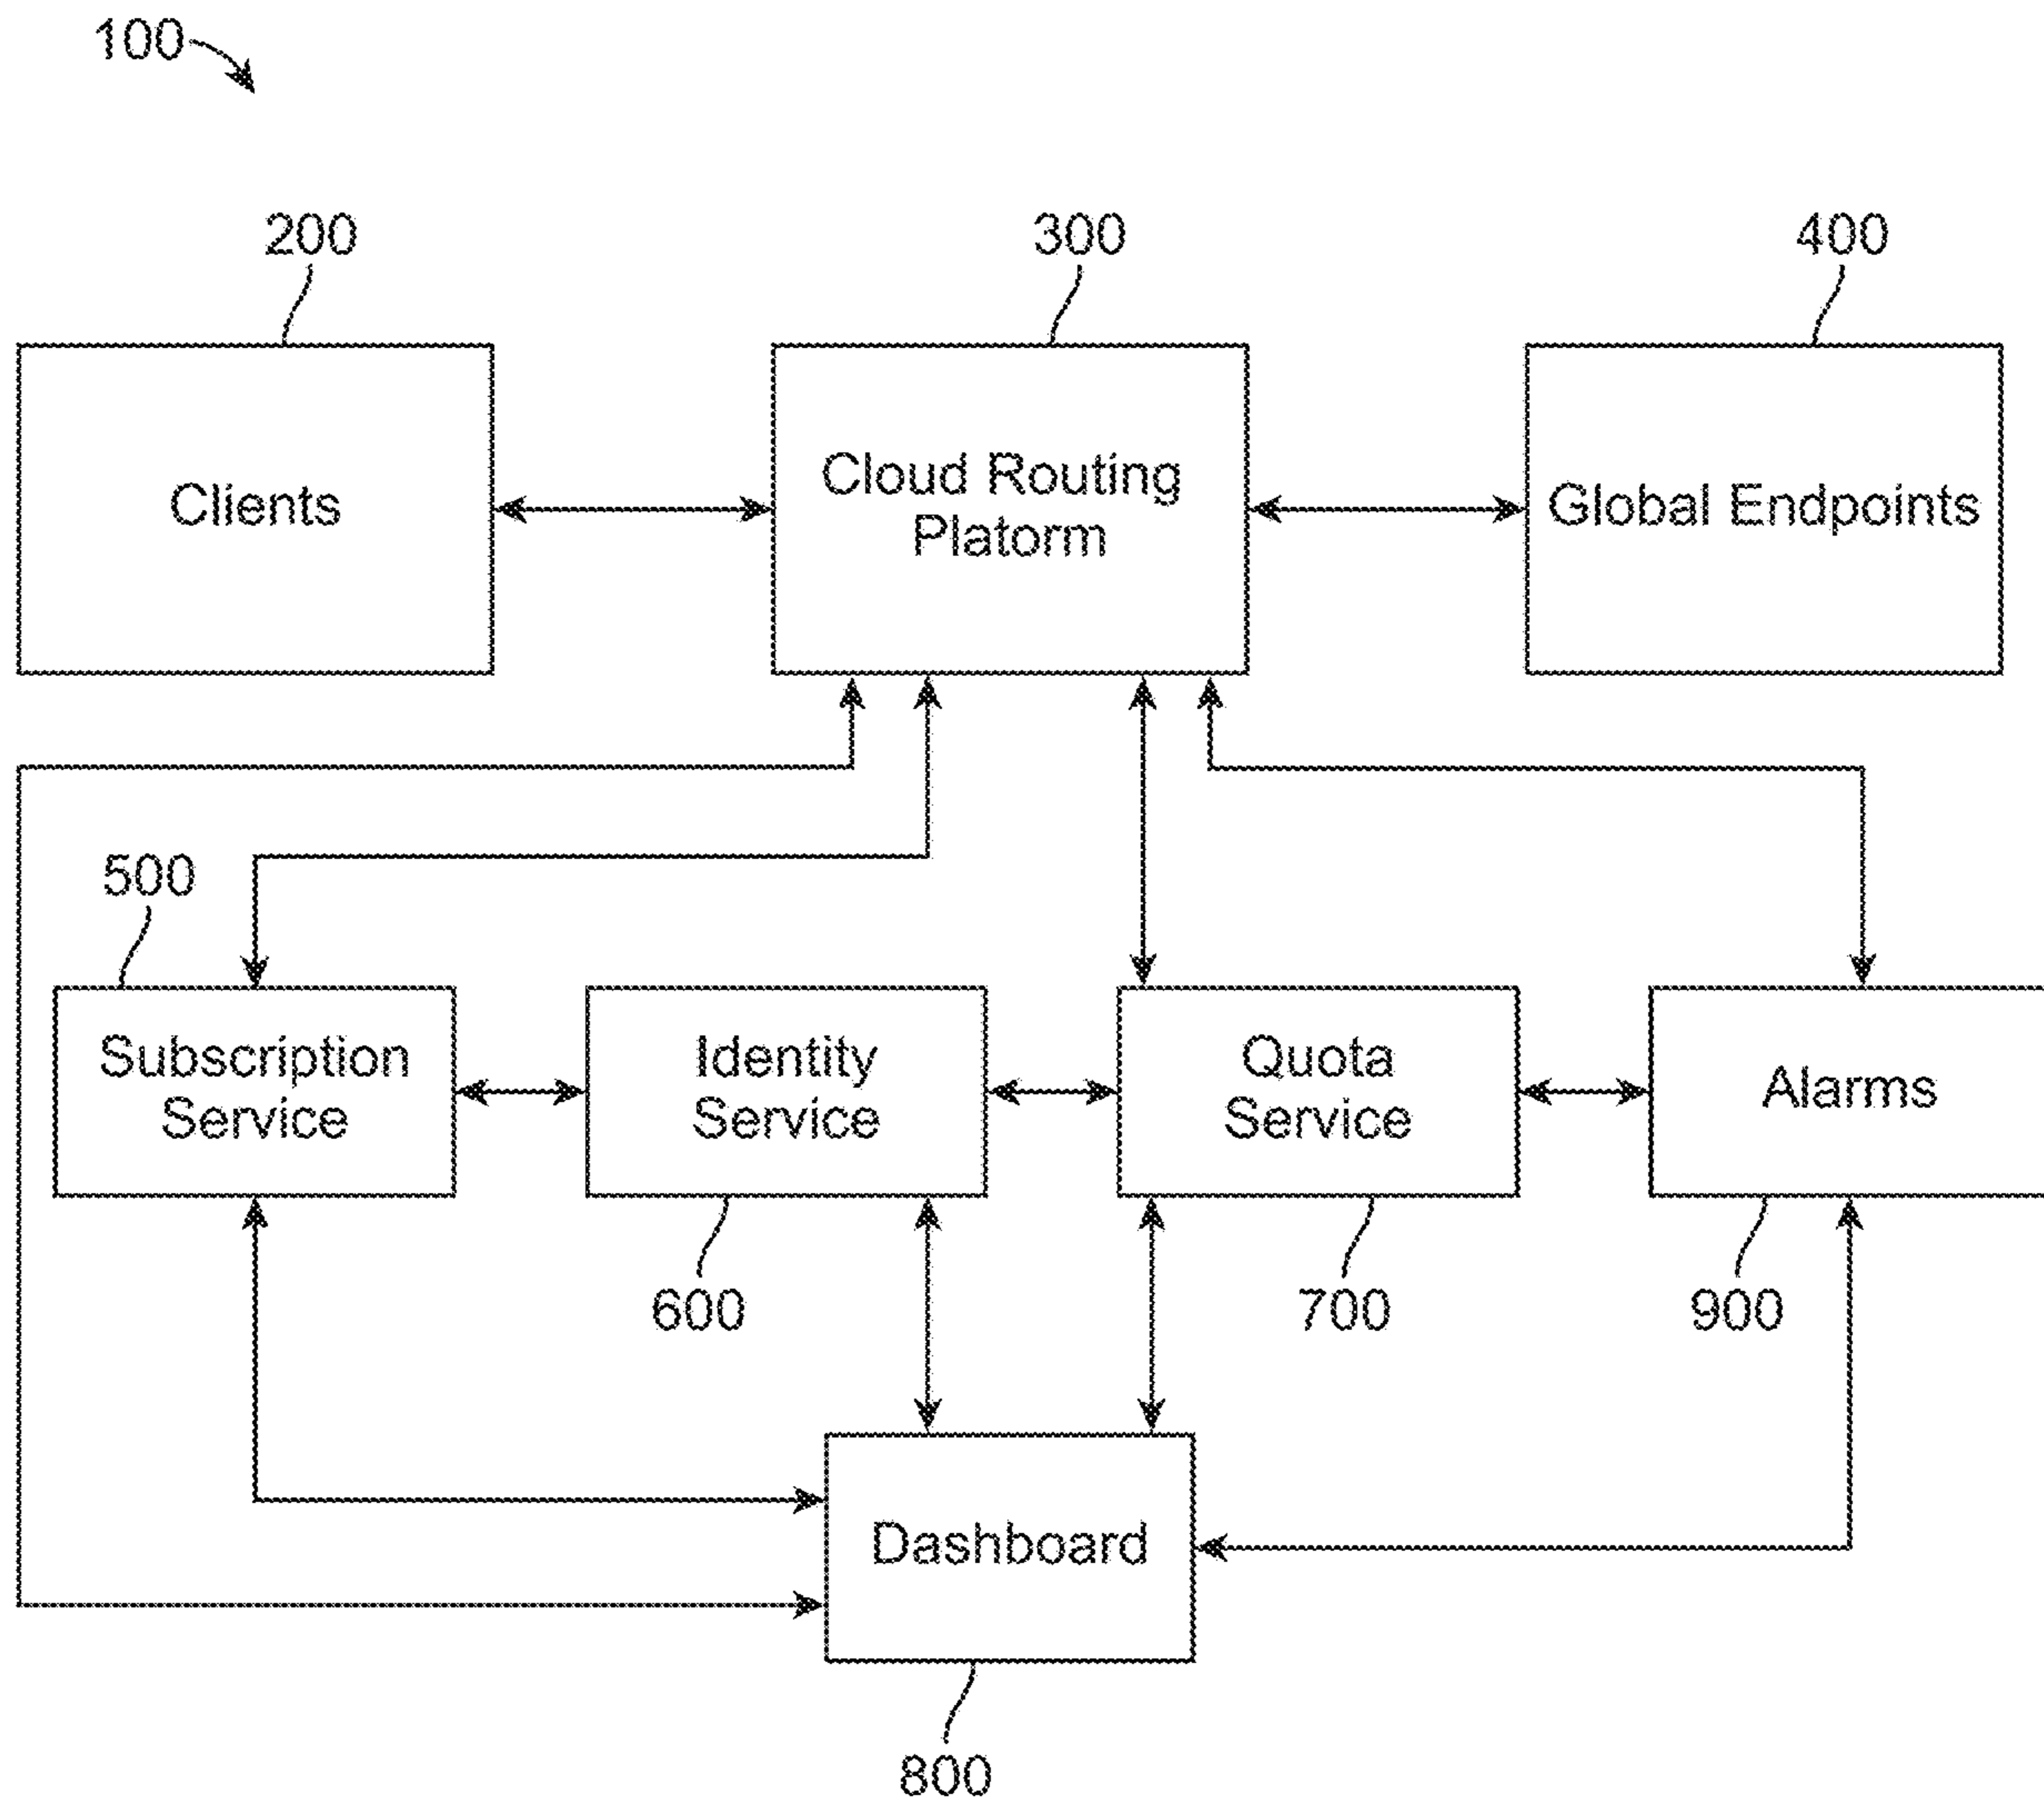 100
200
300
400
Clients
Cloud Routing
Platorm
Global Endpoints
500
Subscription
Service
Identity
Service
Quota
Service
Alarms
600
700
900
Dashboard
800